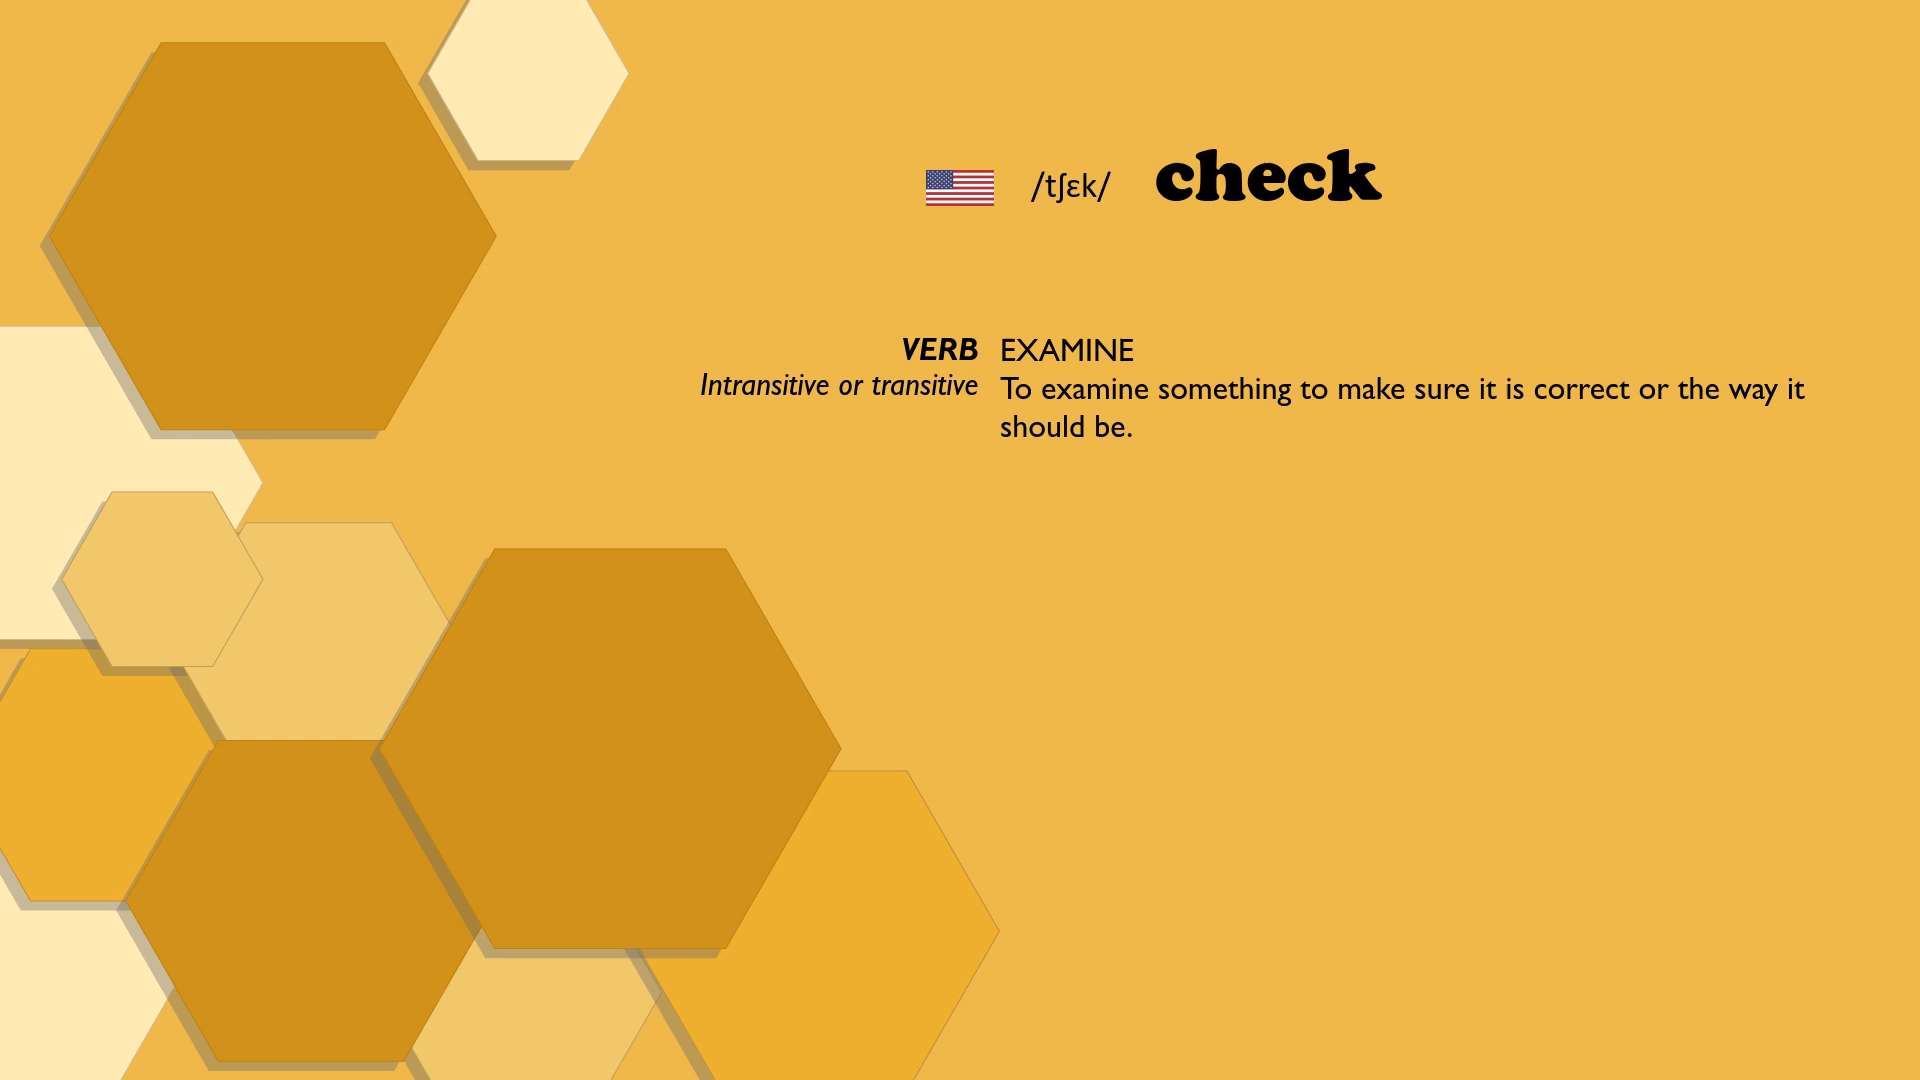 /tʃɛk/ check
VERB EXAMINE
Intransitive or transitive To examine something to make sure it is correct or the way it
should be.